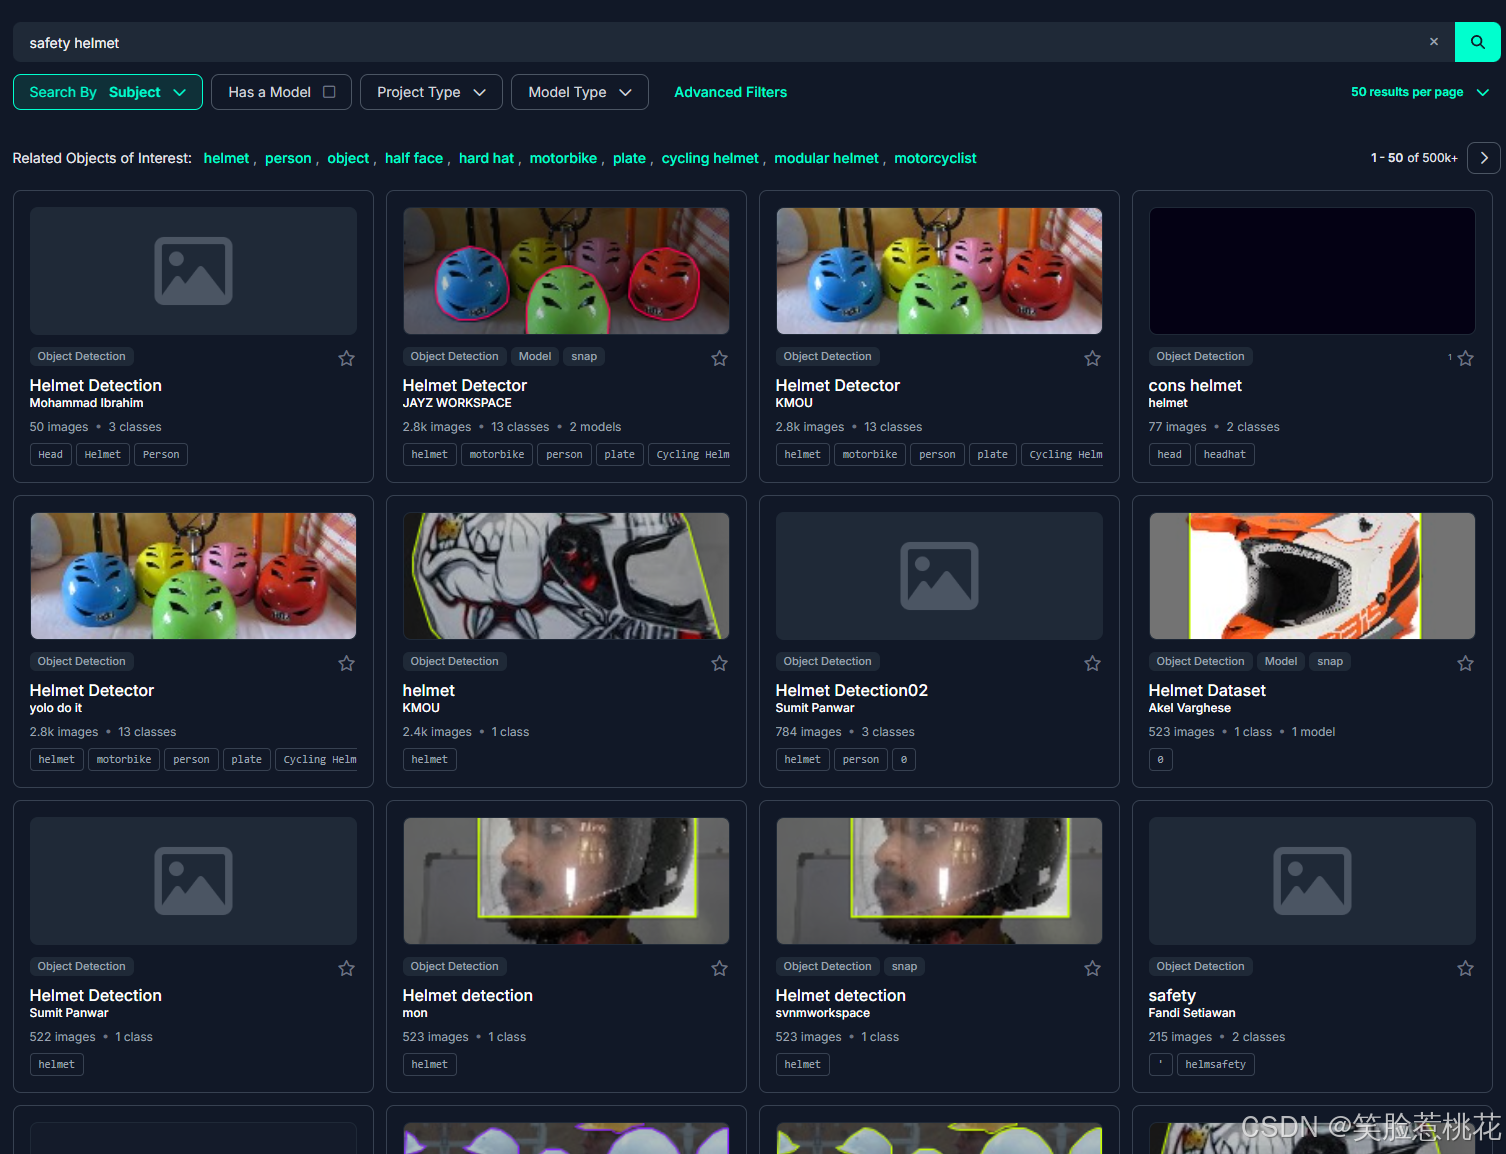 safety helmet
Search By Subject
Has a Model
Project Type
Model Type
Advanced Filters
50 results per page
Related Objects of Interest: helmet , person , object , half face , hard hat , motorbike , plate , cycling helmet , modular helmet , motorcyclist
1 - 50 of 500k+
Object Detection
Helmet Detection
Mohammad Ibrahim
50 images • 3 classes
Head Helmet Person
Object Detection Model snap
Helmet Detector
JAYZ WORKSPACE
2.8k images • 13 classes • 2 models
helmet motorbike person plate Cycling Helm
Object Detection
Helmet Detector
KMOU
2.8k images • 13 classes
helmet motorbike person plate Cycling Helm
Object Detection 1
cons helmet
helmet
77 images • 2 classes
head headhat
Object Detection
Helmet Detector
yolo do it
2.8k images • 13 classes
helmet motorbike person plate Cycling Helm
Object Detection
helmet
KMOU
2.4k images • 1 class
helmet
Object Detection
Helmet Detection02
Sumit Panwar
784 images • 3 classes
helmet person 0
Object Detection Model snap
Helmet Dataset
Akel Varghese
523 images • 1 class • 1 model
0
Object Detection
Helmet Detection
Sumit Panwar
522 images • 1 class
helmet
Object Detection
Helmet detection
mon
523 images • 1 class
helmet
Object Detection snap
Helmet detection
svnmworkspace
523 images • 1 class
helmet
Object Detection
safety
Fandi Setiawan
215 images • 2 classes
' helmsafety
CSDN @笑脸惹桃花